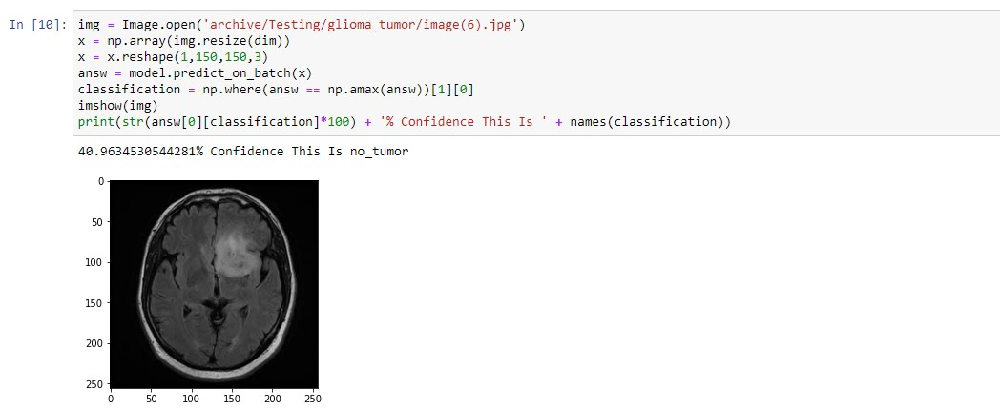 In [10]: img = Image.open('archive/Testing/glioma_tumor/image(6).jpg')
x = np.array(img.resize(dim))
x = x.reshape(1,150,150,3)
answ = model.predict_on_batch(x)
classification = np.where(answ == np.amax(answ))[1][0]
imshow(img)
print(str(answ[0][classification]*100) + '% Confidence This Is ' + names(classification))
40.9634530544281% Confidence This Is no_tumor
0
50
100
150
200
250
0 50 100 150 200 250